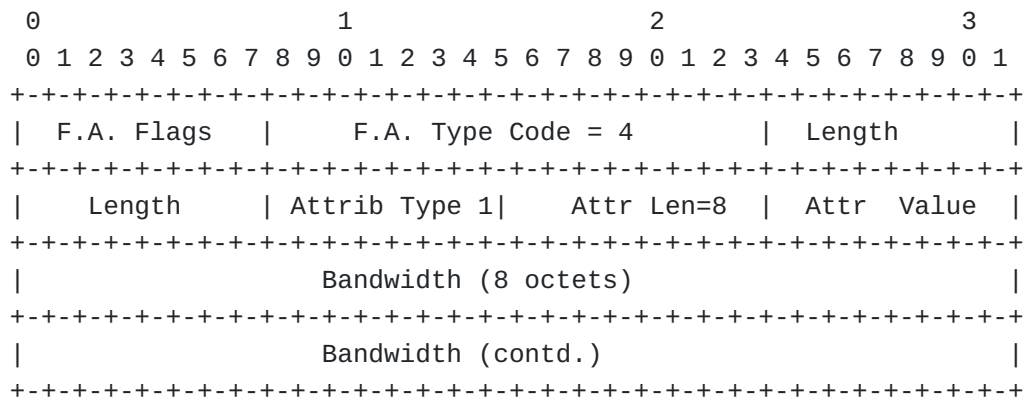 0                   1                   2                   3
 0 1 2 3 4 5 6 7 8 9 0 1 2 3 4 5 6 7 8 9 0 1 2 3 4 5 6 7 8 9 0 1
+-+-+-+-+-+-+-+-+-+-+-+-+-+-+-+-+-+-+-+-+-+-+-+-+-+-+-+-+-+-+-+-+
|  F.A. Flags   |     F.A. Type Code = 4        |  Length       |
+-+-+-+-+-+-+-+-+-+-+-+-+-+-+-+-+-+-+-+-+-+-+-+-+-+-+-+-+-+-+-+-+
|    Length     | Attrib Type 1|    Attr Len=8  |  Attr  Value  |
+-+-+-+-+-+-+-+-+-+-+-+-+-+-+-+-+-+-+-+-+-+-+-+-+-+-+-+-+-+-+-+-+
|                   Bandwidth (8 octets)                        |
+-+-+-+-+-+-+-+-+-+-+-+-+-+-+-+-+-+-+-+-+-+-+-+-+-+-+-+-+-+-+-+-+
|                   Bandwidth (contd.)                          |
+-+-+-+-+-+-+-+-+-+-+-+-+-+-+-+-+-+-+-+-+-+-+-+-+-+-+-+-+-+-+-+-+